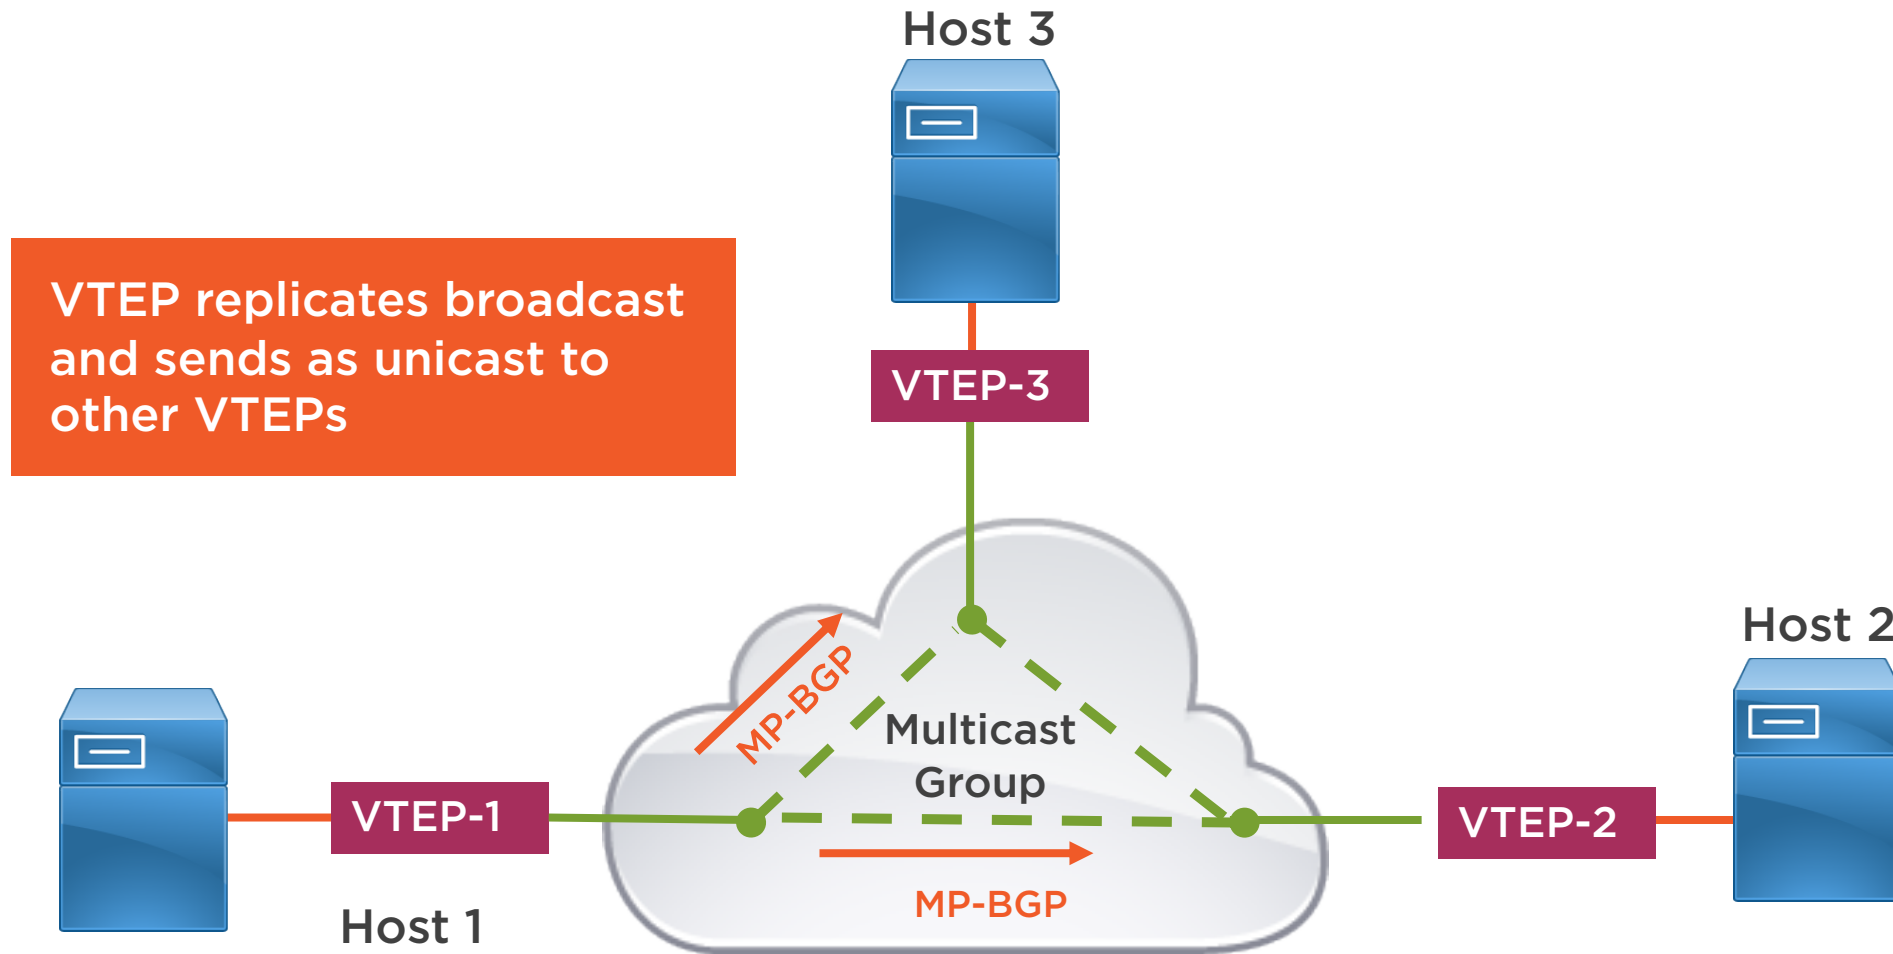 Host 3
VTEP replicates broadcast
and sends as unicast to
other VTEPs
VTEP-3
Host 2
MP-BGP
Multicast
Group
VTEP-1
VTEP-2
MP-BGP
Host 1